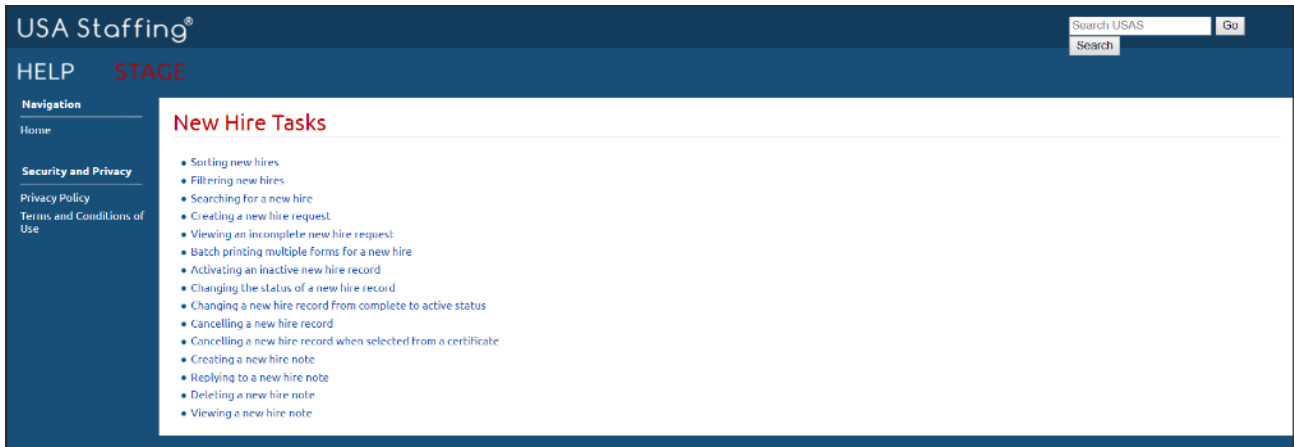 USA Staffing®
Search USAS
Go
Search
HELP STAGE
Navigation
Home
Security and Privacy
Privacy Policy
Terms and Conditions of
Use
New Hire Tasks
• Sorting new hires
• Filtering new hires
• Searching for a new hire
• Creating a new hire request
• Viewing an incomplete new hire request
• Batch printing multiple forms for a new hire
• Activating an inactive new hire record
• Changing the status of a new hire record
• Changing a new hire record from complete to active status
• Cancelling a new hire record
• Cancelling a new hire record when selected from a certificate
• Creating a new hire note
• Replying to a new hire note
• Deleting a new hire note
• Viewing a new hire note